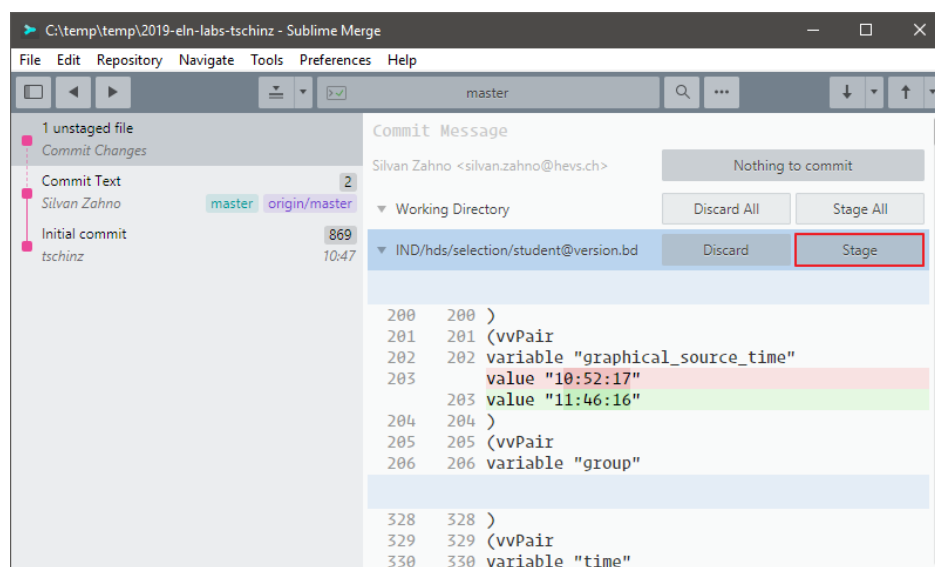 C:\temp\temp\2019-eln-labs-tschinz - Sublime Merge
File Edit Repository Navigate Tools Preferences Help
master
1 unstaged file
Commit Changes
Commit Text 2
Silvan Zahno master origin/master
Initial commit 869
tschinz 10:47
Commit Message
Silvan Zahno <silvan.zahno@hevs.ch> Nothing to commit
Working Directory Discard All Stage All
IND/hds/selection/student@version.bd Discard Stage
200 200 )
201 201 (vvPair
202 202 variable "graphical_source_time"
203 value "10:52:17"
203 value "11:46:16"
204 204 )
205 205 (vvPair
206 206 variable "group"
328 328 )
329 329 (vvPair
330 330 variable "time"